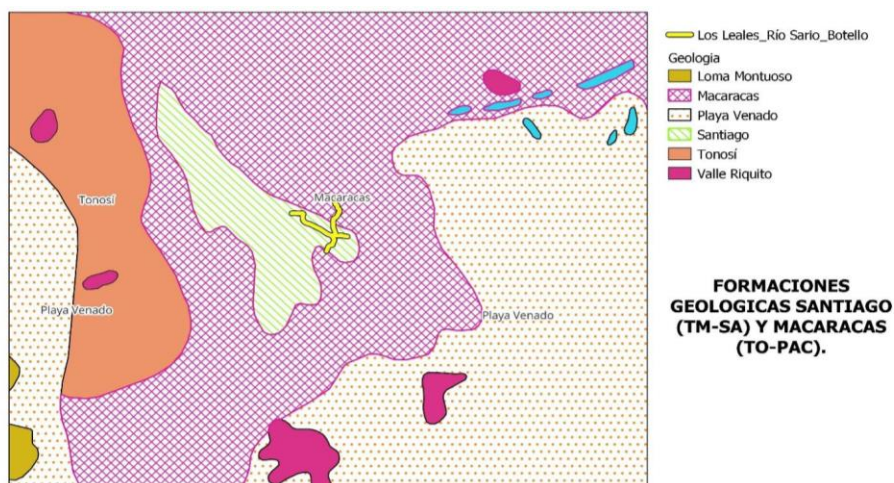 Los Leales_Río Sario_Botello
Geologia
Loma Montuoso
Macaracas
Playa Venado
Santiago
Tonosí
Valle Riquito
Macaracas
Tonosí
Playa Venado
Playa Venado
FORMACIONES
GEOLOGICAS SANTIAGO
(TM-SA) Y MACARACAS
(TO-PAC).